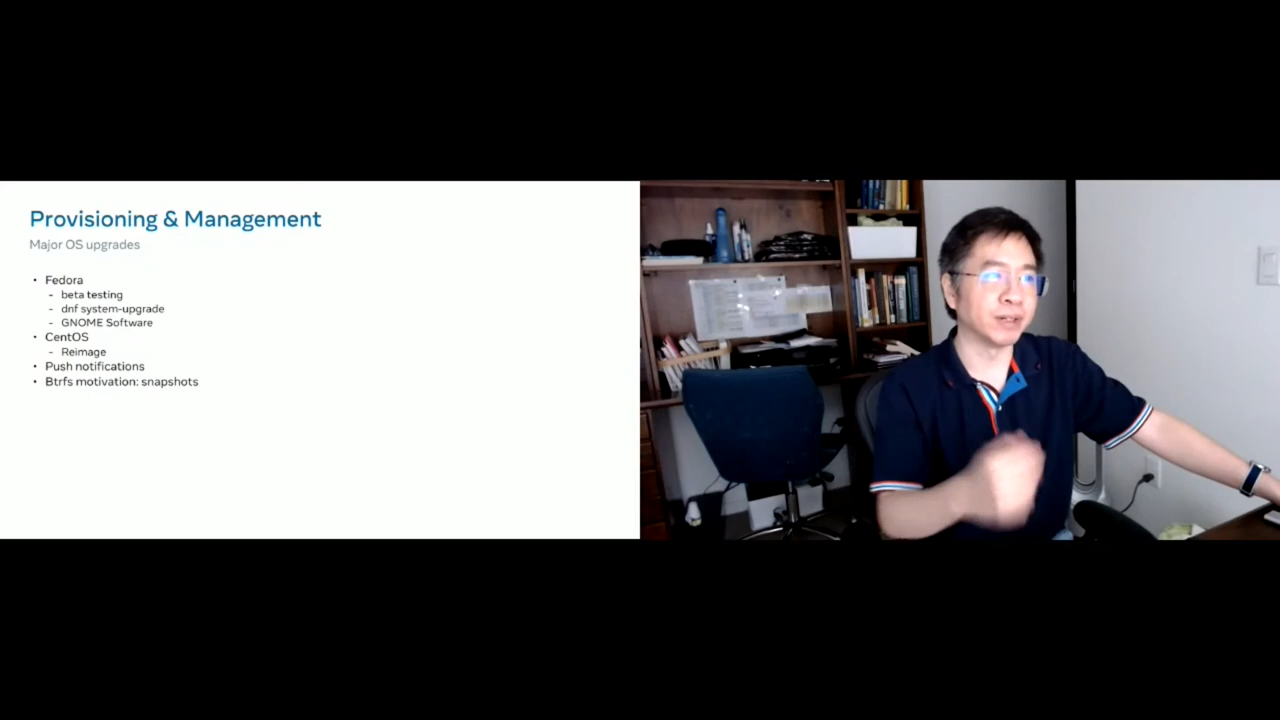 Provisioning & Management
Major OS upgrades
• Fedora
- beta testing
- dnf system-upgrade
- GNOME Software
• CentOS
- Reimage
• Push notifications
• Btrfs motivation: snapshots